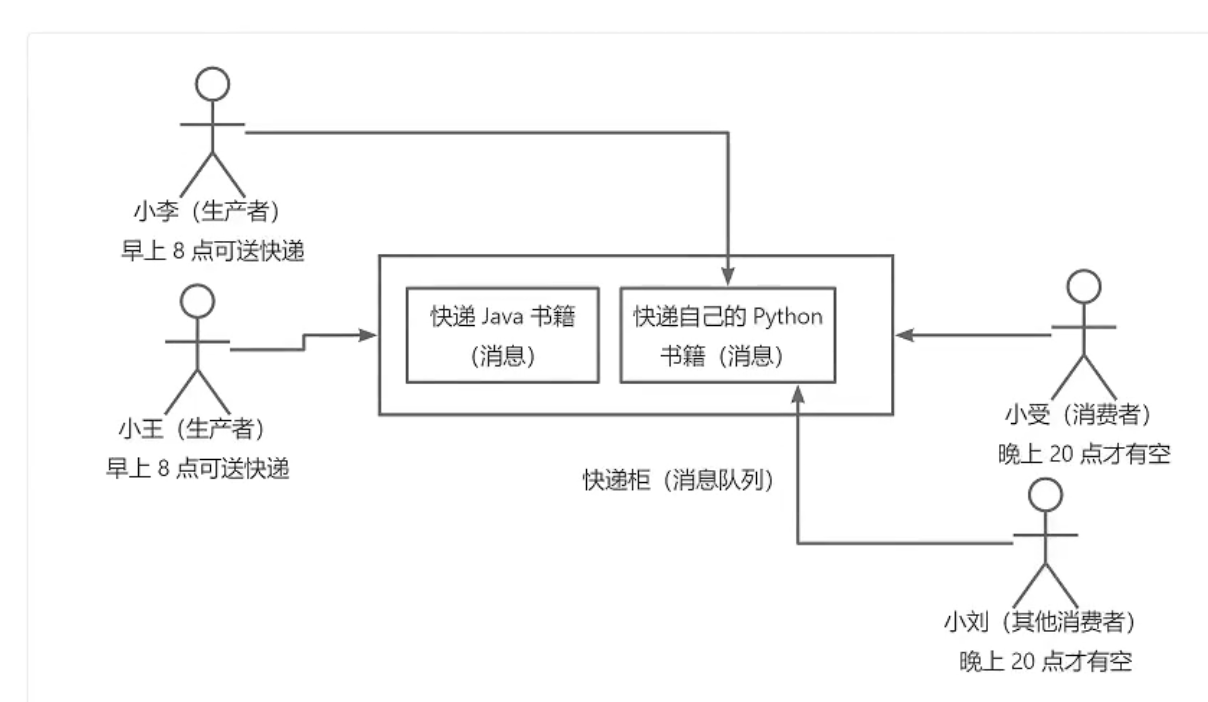 小李（生产者）
早上 8 点可送快递
小王（生产者）
早上 8 点可送快递
快递 Java 书籍
（消息）
快递自己的 Python
书籍（消息）
快递柜（消息队列）
小受（消费者）
晚上 20 点才有空
小刘（其他消费者）
晚上 20 点才有空